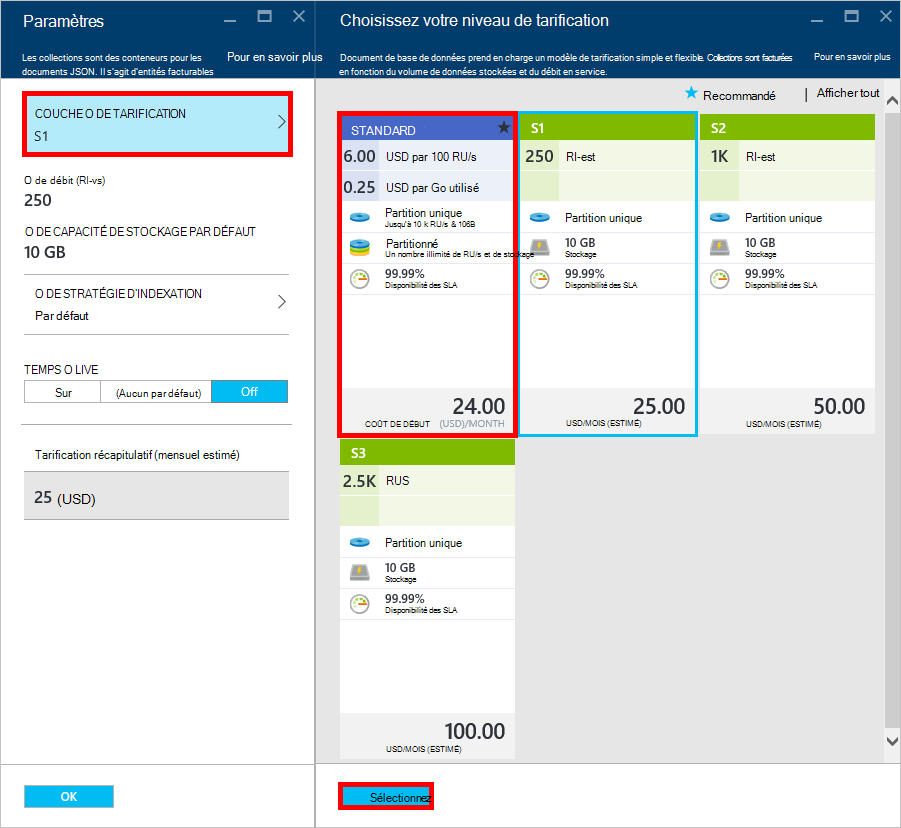 Paramètres
Les collections sont des conteneurs pour les
documents JSON. Il s'agit d'entités facturables
Pour en savoir plus
COUCHE O DE TARIFICATION
S1
O de débit (RI-vs)
250
O DE CAPACITÉ DE STOCKAGE PAR DÉFAUT
10 GB
O DE STRATÉGIE D'INDEXATION
Par défaut
TEMPS O LIVE
Sur (Aucun par défaut) Off
Tarification récapitulatif (mensuel estimé)
25 (USD)
OK
Choisissez votre niveau de tarification
Document de base de données prend en charge un modèle de tarification simple et flexible. Collections sont facturées
en fonction du volume de données stockées et du débit en service.
Pour en savoir plus
Recommandé | Afficher tout
STANDARD
6.00 USD par 100 RU/s
0.25 USD par Go utilisé
Partition unique
Jusqu'à 10 k RU/s & 106B
Partitionné
Un nombre illimité de RU/s et de stockage
99.99%
Disponibilité des SLA
24.00
COÛT DE DÉBUT (USD)/MONTH
S1
250 RI-est
Partition unique
10 GB
Stockage
99.99%
Disponibilité des SLA
25.00
USD/MOIS (ESTIMÉ)
S2
1K RI-est
Partition unique
10 GB
Stockage
99.99%
Disponibilité des SLA
50.00
USD/MOIS (ESTIMÉ)
S3
2.5K RUS
Partition unique
10 GB
Stockage
99.99%
Disponibilité des SLA
100.00
USD/MOIS (ESTIMÉ)
Sélectionnez